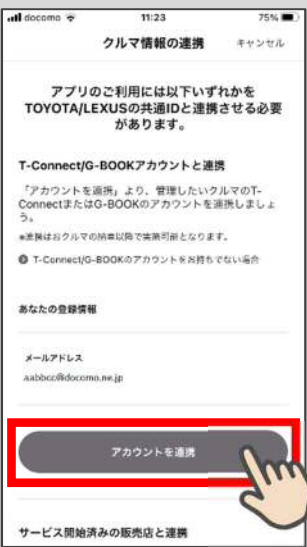 docomo 11:23 75%
クルマ情報の連携 キャンセル
アプリのご利用には以下いずれかを
TOYOTA/LEXUSの共通IDと連携させる必要
があります。
T-Connect/G-BOOKアカウントと連携
「アカウントを連携」より、管理したいクルマのT-
ConnectまたはG-BOOKのアカウントを連携しましょ
う。
※連携はおクルマの納車以降で実施可能となります。
T-Connect/G-BOOKのアカウントをお持ちでない場合
あなたの登録情報
メールアドレス
aabbcc@docomo.ne.jp
アカウントを連携
サービス開始済みの販売店と連携